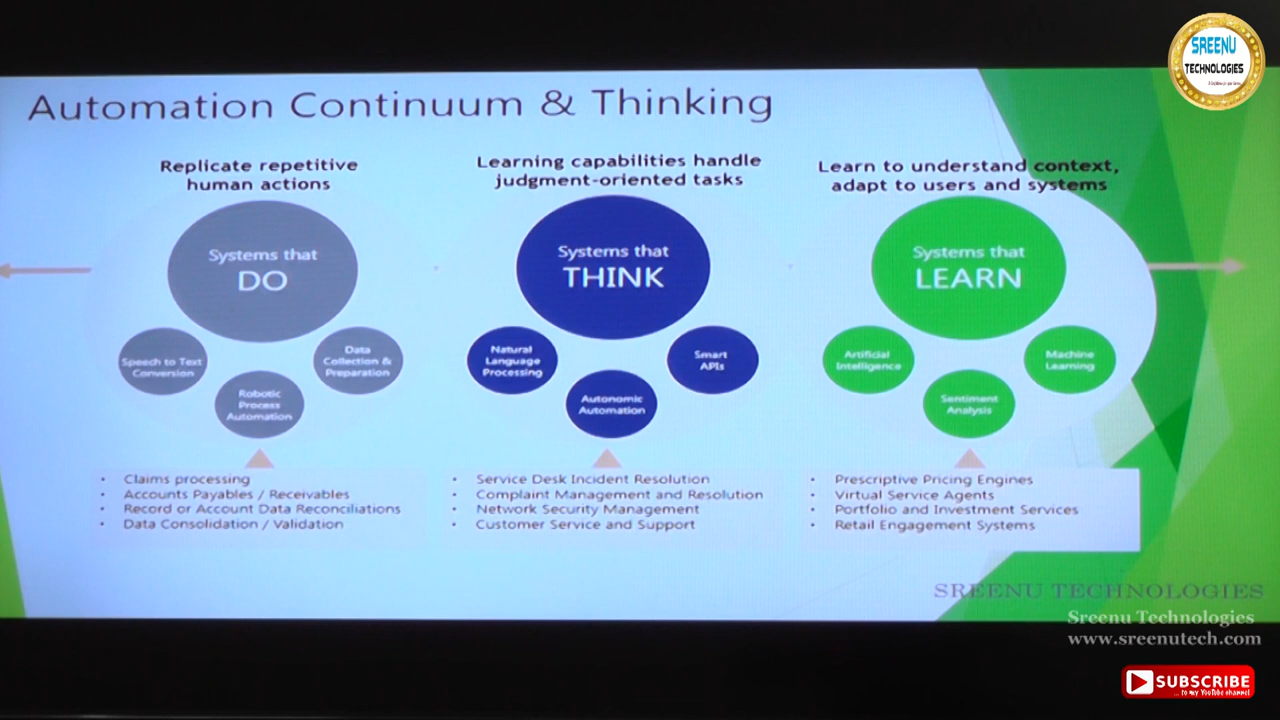 SREENU
TECHNOLOGIES
Automation Continuum & Thinking
Replicate repetitive
human actions
Systems that
DO
Speech to Text
Conversion
Robotic
Process
Automation
Data
Collection &
Preparation
• Claims processing
• Accounts Payables / Receivables
• Record or Account Data Reconciliations
• Data Consolidation / Validation
Learning capabilities handle
judgment-oriented tasks
Systems that
THINK
Natural
Language
Processing
Autonomic
Automation
Smart
APIs
• Service Desk Incident Resolution
• Complaint Management and Resolution
• Network Security Management
• Customer Service and Support
Learn to understand context,
adapt to users and systems
Systems that
LEARN
Artificial
Intelligence
Sentiment
Analysis
Machine
Learning
• Prescriptive Pricing Engines
• Virtual Service Agents
• Portfolio and Investment Services
• Retail Engagement Systems
SREENU TECHNOLOGIES
Sreenu Technologies
www.sreenutech.com
SUBSCRIBE
... to my YouTube channel